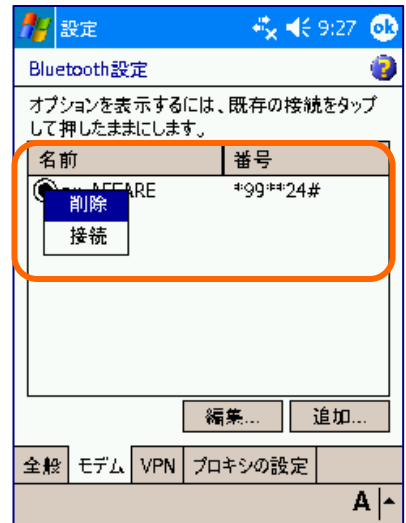 設定 9:27 ok
Bluetooth設定
オプションを表示するには、既存の接続をタップ
して押したままにします。
名前 番号
AFFARE *99**24#
削除
接続
編集... 追加...
全般 モデム VPN プロキシの設定
A